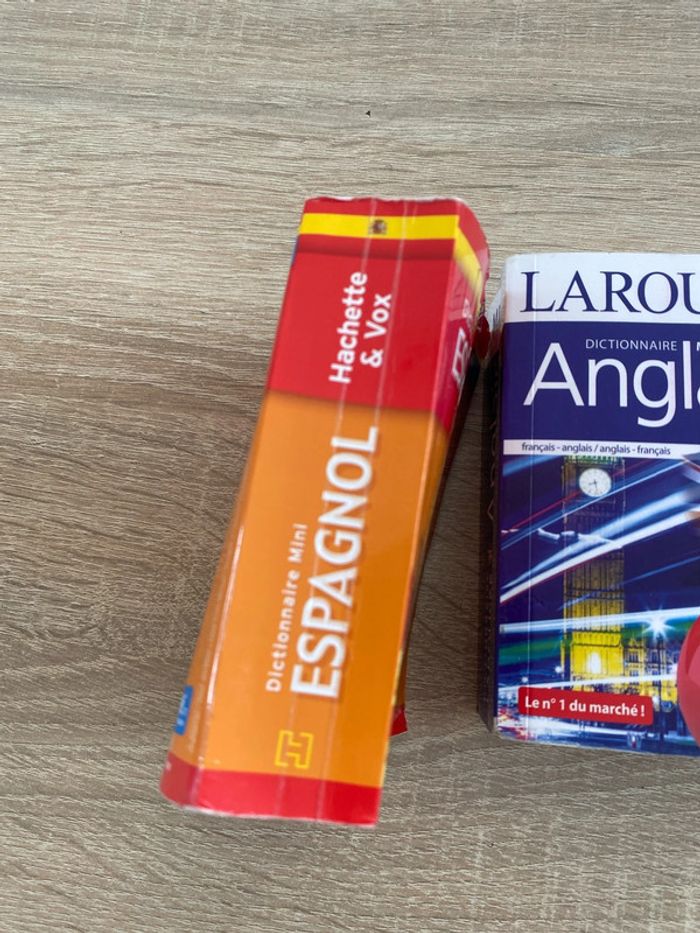 Hachette
& Vox
Dictionnaire Mini
ESPAGNOL
LAROU
DICTIONNAIRE
Angl
français - anglais / anglais - français
Le n° 1 du marché !